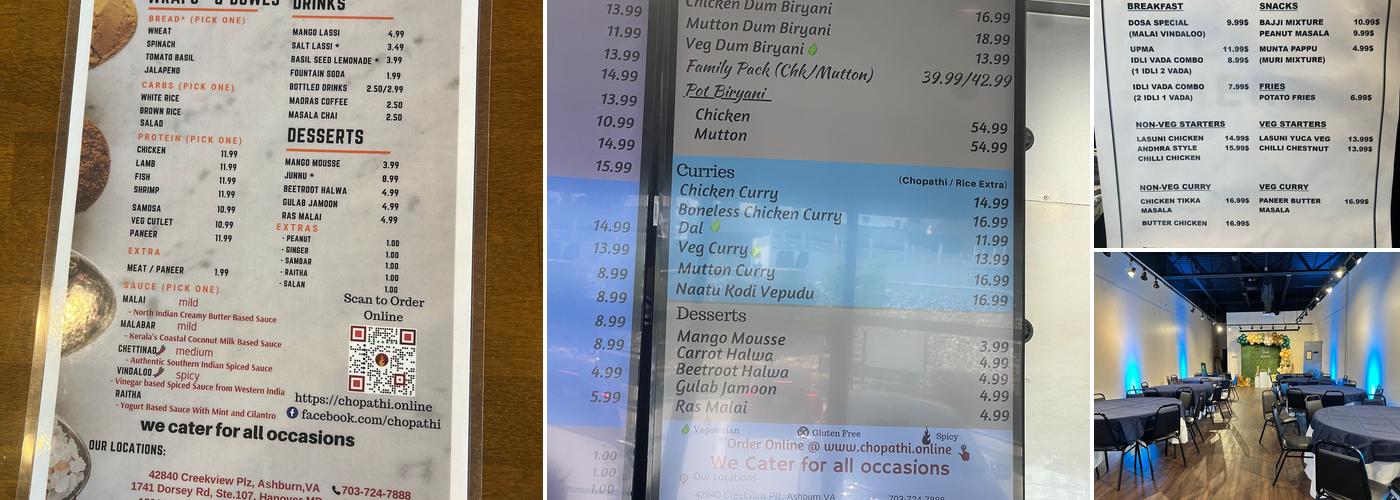 WRAPS & BOWLS
BREAD* (PICK ONE)
WHEAT
SPINACH
TOMATO BASIL
JALAPENO
CARBS (PICK ONE)
WHITE RICE
BROWN RICE
SALAD
PROTEIN (PICK ONE)
CHICKEN 11.99
LAMB 11.99
FISH 11.99
SHRIMP 11.99
SAMOSA 10.99
VEG CUTLET 10.99
PANEER 11.99
EXTRA
MEAT / PANEER 1.99
SAUCE (PICK ONE)
MALAI mild
- North Indian Creamy Butter Based Sauce
MALABAR mild
- Kerala's Coastal Coconut Milk Based Sauce
CHETTINAD medium
- Authentic Southern Indian Spiced Sauce
VINDALOO spicy
- Vinegar based Spiced Sauce from Western India
RAITHA
- Yogurt Based Sauce With Mint and Cilantro
DRINKS
MANGO LASSI 4.99
SALT LASSI * 3.49
BASIL SEED LEMONADE * 3.99
FOUNTAIN SODA 1.99
BOTTLED DRINKS 2.50/2.99
MADRAS COFFEE 2.50
MASALA CHAI 2.50
DESSERTS
MANGO MOUSSE 3.99
JUNNU * 8.99
BEETROOT HALWA 4.99
GULAB JAMOON 4.99
RAS MALAI 4.99
EXTRAS
- PEANUT 1.00
- GINGER 1.00
- SAMBAR 1.00
- RAITHA 1.00
- SALAN 1.00
Scan to Order
Online
https://chopathi.online
facebook.com/chopathi
we cater for all occasions
OUR LOCATIONS:
42840 Creekview Plz, Ashburn,VA
703-724-7888
1741 Dorsey Rd, Ste.107, Hanover MD
13.99
11.99
13.99
14.99
13.99
10.99
14.99
15.99
14.99
13.99
8.99
8.99
8.99
8.99
4.99
5.99
1.00
1.00
1.00
Chicken Dum Biryani 16.99
Mutton Dum Biryani 18.99
Veg Dum Biryani 13.99
Family Pack (Chk/Mutton) 39.99/42.99
Pot Biryani
Chicken 54.99
Mutton 54.99
Curries (Chopathi / Rice Extra)
Chicken Curry 14.99
Boneless Chicken Curry 16.99
Dal 11.99
Veg Curry 13.99
Mutton Curry 16.99
Naatu Kodi Vepudu 16.99
Desserts
Mango Mousse 3.99
Carrot Halwa 4.99
Beetroot Halwa 4.99
Gulab Jamoon 4.99
Ras Malai 4.99
Vegeterian Gluten Free Spicy
Order Online @ www.chopathi.online
We Cater for all occasions
Our Locations
42840 Creekview Plz, Ashburn,VA 703-724-7888
BREAKFAST
DOSA SPECIAL 9.99$
(MALAI VINDALOO)
UPMA 11.99$
IDLI VADA COMBO 8.99$
(1 IDLI 2 VADA)
IDLI VADA COMBO 7.99$
(2 IDLI 1 VADA)
SNACKS
BAJJI MIXTURE 10.99$
PEANUT MASALA 9.99$
MUNTA PAPPU 4.99$
(MURI MIXTURE)
FRIES
POTATO FRIES 6.99$
NON-VEG STARTERS
LASUNI CHICKEN 14.99$
ANDHRA STYLE 15.99$
CHILLI CHICKEN
VEG STARTERS
LASUNI YUCA VEG 13.99$
CHILLI CHESTNUT 13.99$
NON-VEG CURRY
CHICKEN TIKKA 16.99$
MASALA
BUTTER CHICKEN 16.99$
VEG CURRY
PANEER BUTTER 16.99$
MASALA